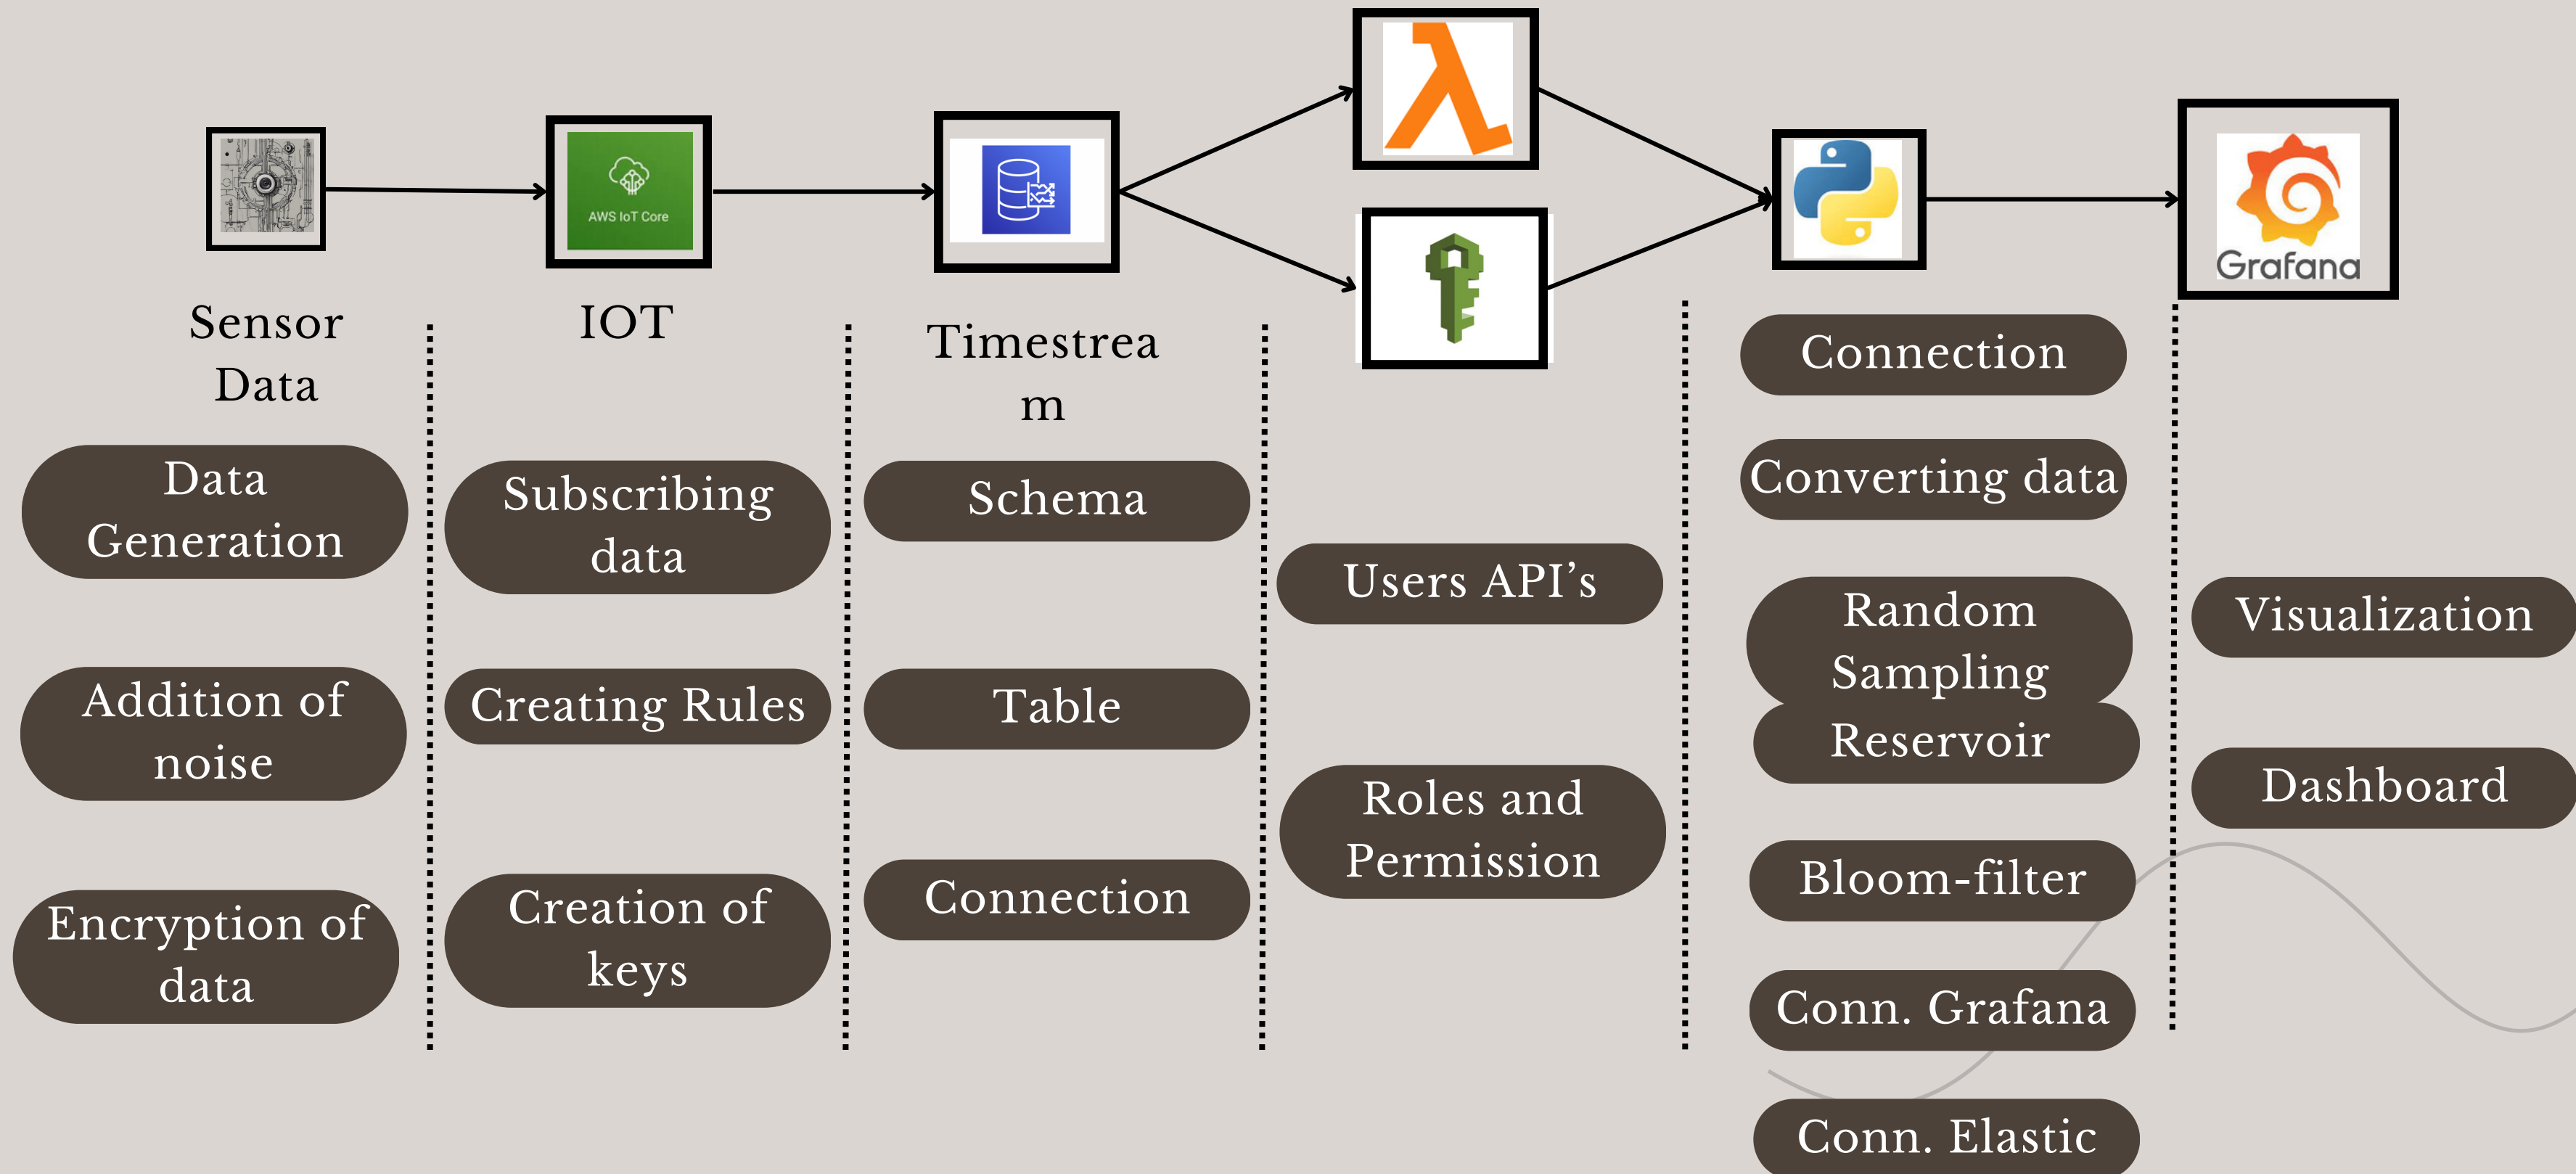 AWS IoT Core
Grafana
Sensor
Data
IOT
Timestrea
m
Data
Generation
Addition of
noise
Encryption of
data
Subscribing
data
Creating Rules
Creation of
keys
Schema
Table
Connection
Users API’s
Roles and
Permission
Connection
Converting data
Random
Sampling
Reservoir
Bloom-filter
Conn. Grafana
Conn. Elastic
Visualization
Dashboard